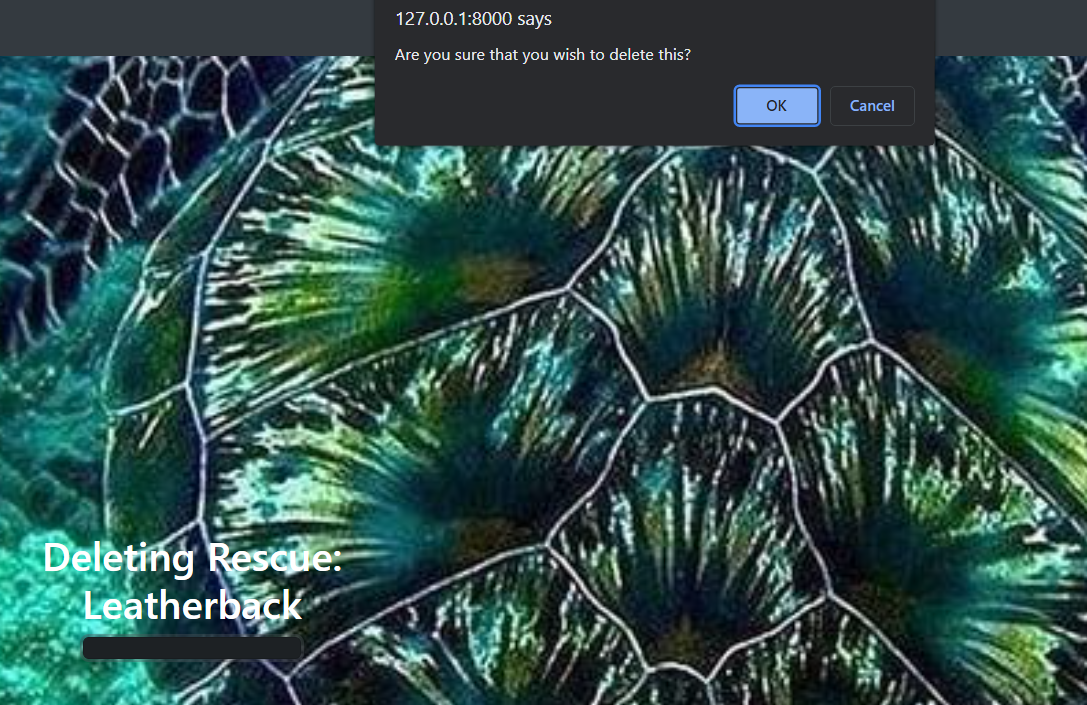 127.0.0.1:8000 says
Are you sure that you wish to delete this?
OK
Cancel
Deleting Rescue:
Leatherback